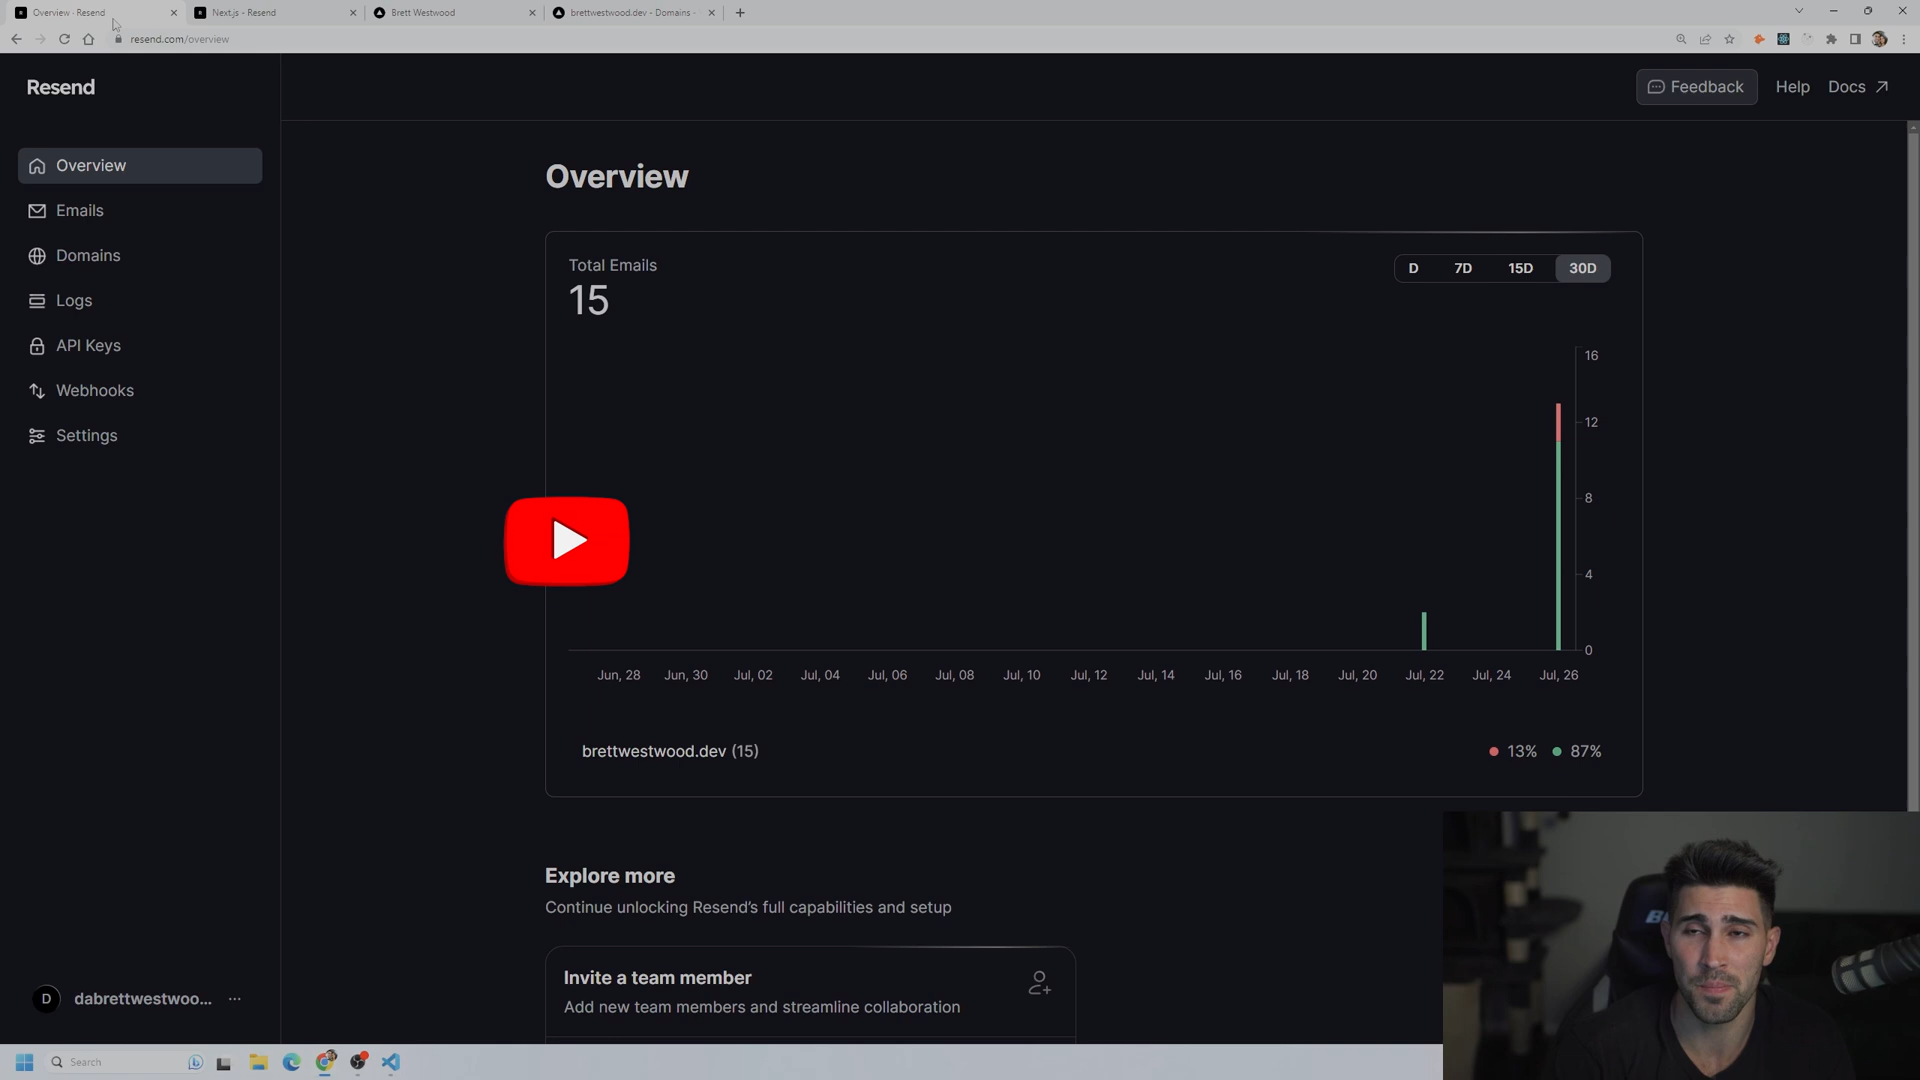 Overview · Resend
Next.js - Resend
Brett Westwood
brettwestwood.dev - Domains -
resend.com/overview
Resend
Feedback
Help
Docs
Overview
Emails
Domains
Logs
API Keys
Webhooks
Settings
Overview
Total Emails
15
D 7D 15D 30D
16
12
8
4
0
Jun, 28 Jun, 30 Jul, 02 Jul, 04 Jul, 06 Jul, 08 Jul, 10 Jul, 12 Jul, 14 Jul, 16 Jul, 18 Jul, 20 Jul, 22 Jul, 24 Jul, 26
brettwestwood.dev (15)
13% 87%
Explore more
Continue unlocking Resend’s full capabilities and setup
Invite a team member
Add new team members and streamline collaboration
D dabrettwestwoo...
Search